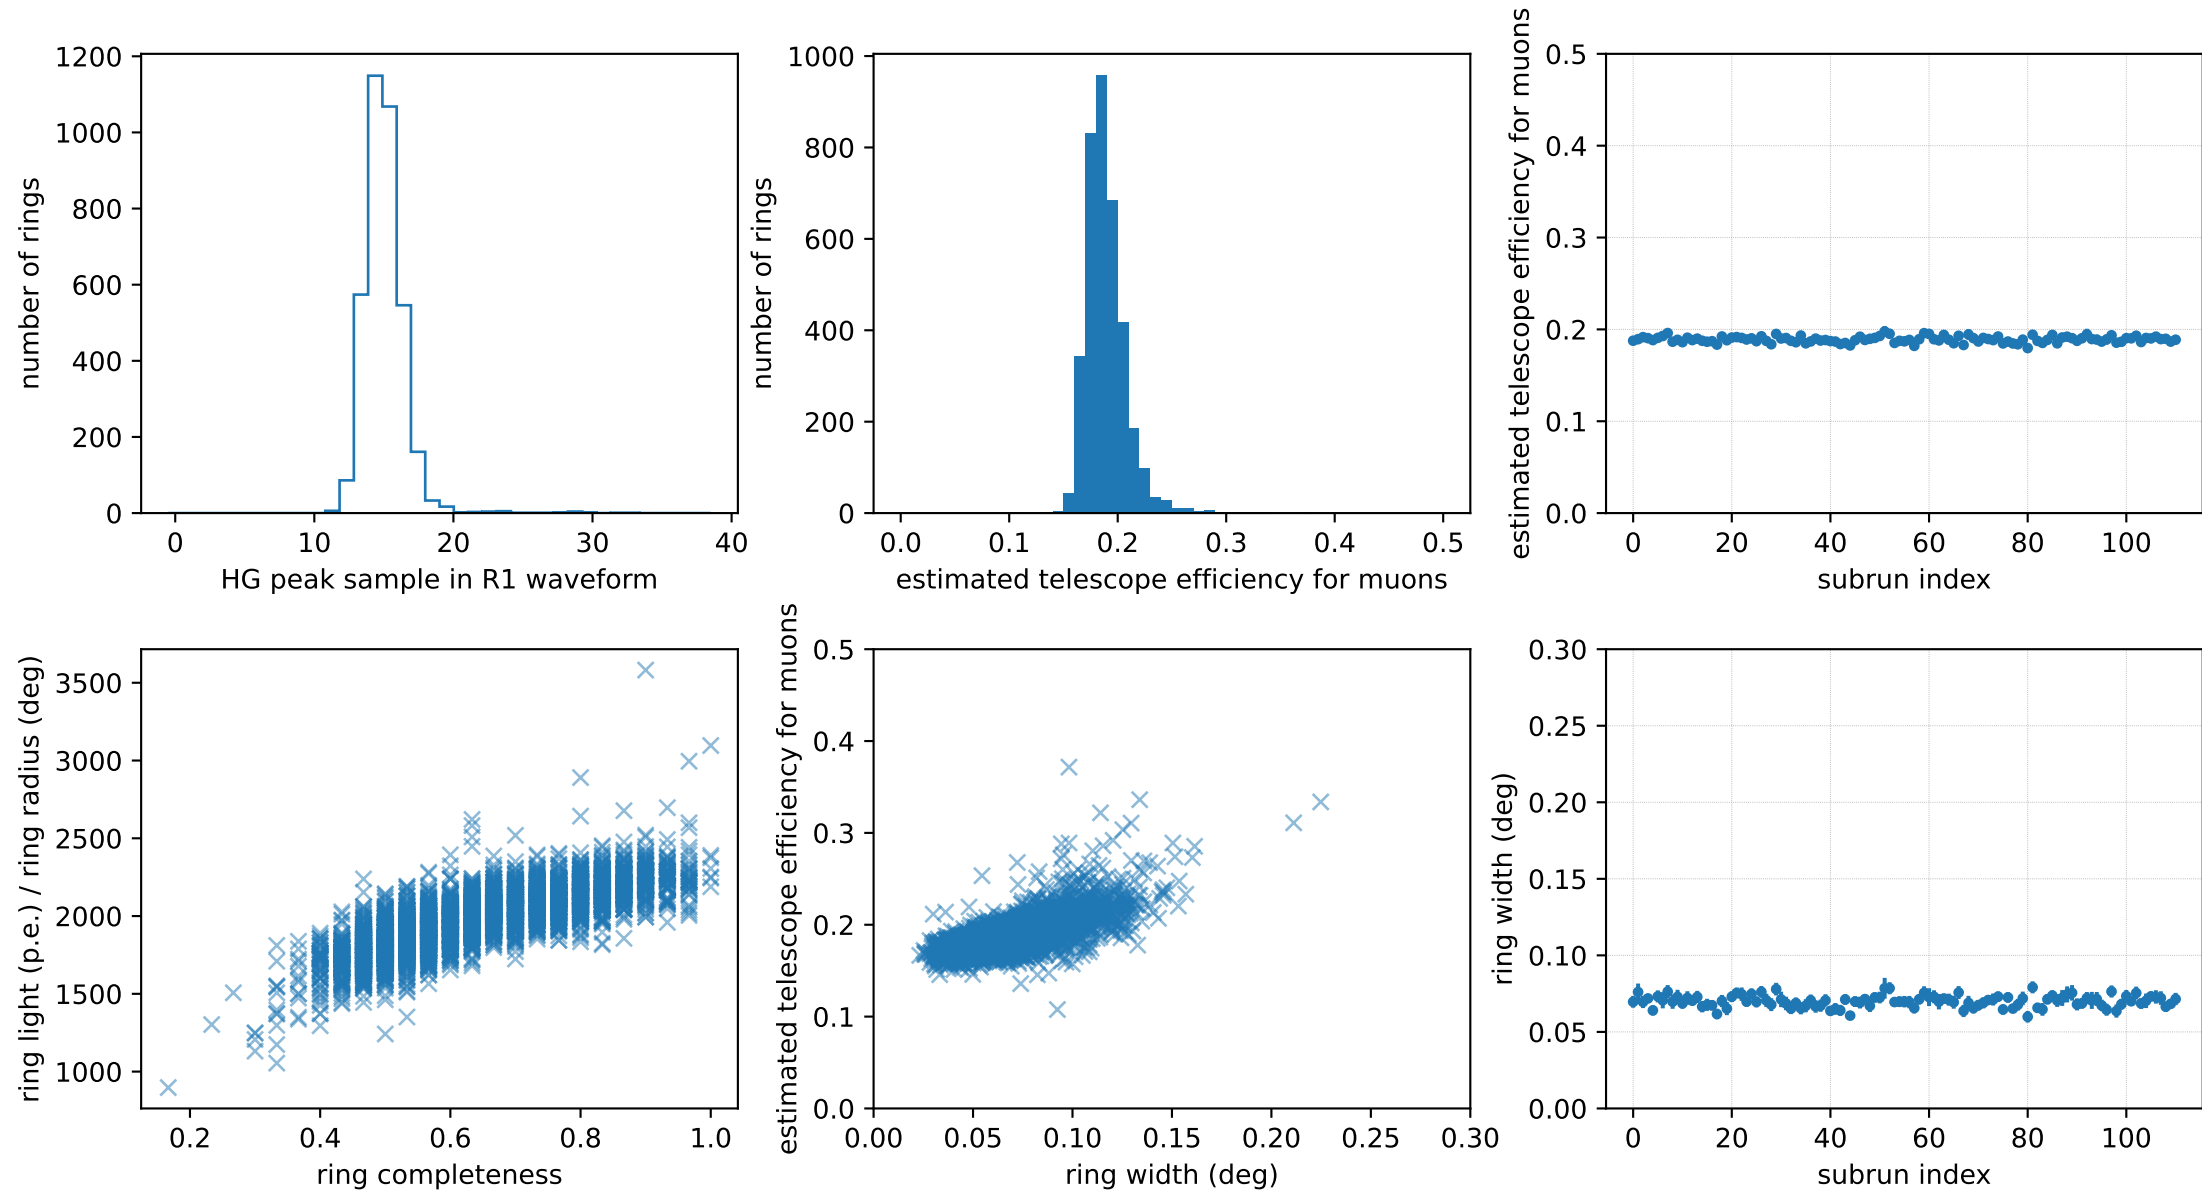 1200
1000
800
600
400
200
0
number of rings
0 10 20 30 40
HG peak sample in R1 waveform
1000
800
600
400
200
0
number of rings
0.0 0.1 0.2 0.3 0.4 0.5
estimated telescope efficiency for muons
0.5
0.4
0.3
0.2
0.1
0.0
estimated telescope efficiency for muons
0 20 40 60 80 100
subrun index
3500
3000
2500
2000
1500
1000
ring light (p.e.) / ring radius (deg)
0.2 0.4 0.6 0.8 1.0
ring completeness
0.5
0.4
0.3
0.2
0.1
0.0
estimated telescope efficiency for muons
0.00 0.05 0.10 0.15 0.20 0.25 0.30
ring width (deg)
0.30
0.25
0.20
0.15
0.10
0.05
0.00
ring width (deg)
0 20 40 60 80 100
subrun index